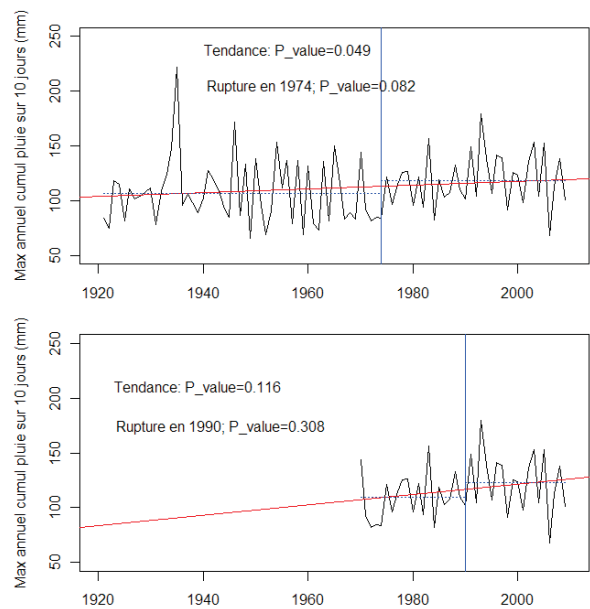 Max annuel cumul pluie sur 10 jours (mm)
250
200
150
100
50
Tendance: P_value=0.049
Rupture en 1974; P_value=0.082
1920 1940 1960 1980 2000
Max annuel cumul pluie sur 10 jours (mm)
250
200
150
100
50
Tendance: P_value=0.116
Rupture en 1990; P_value=0.308
1920 1940 1960 1980 2000